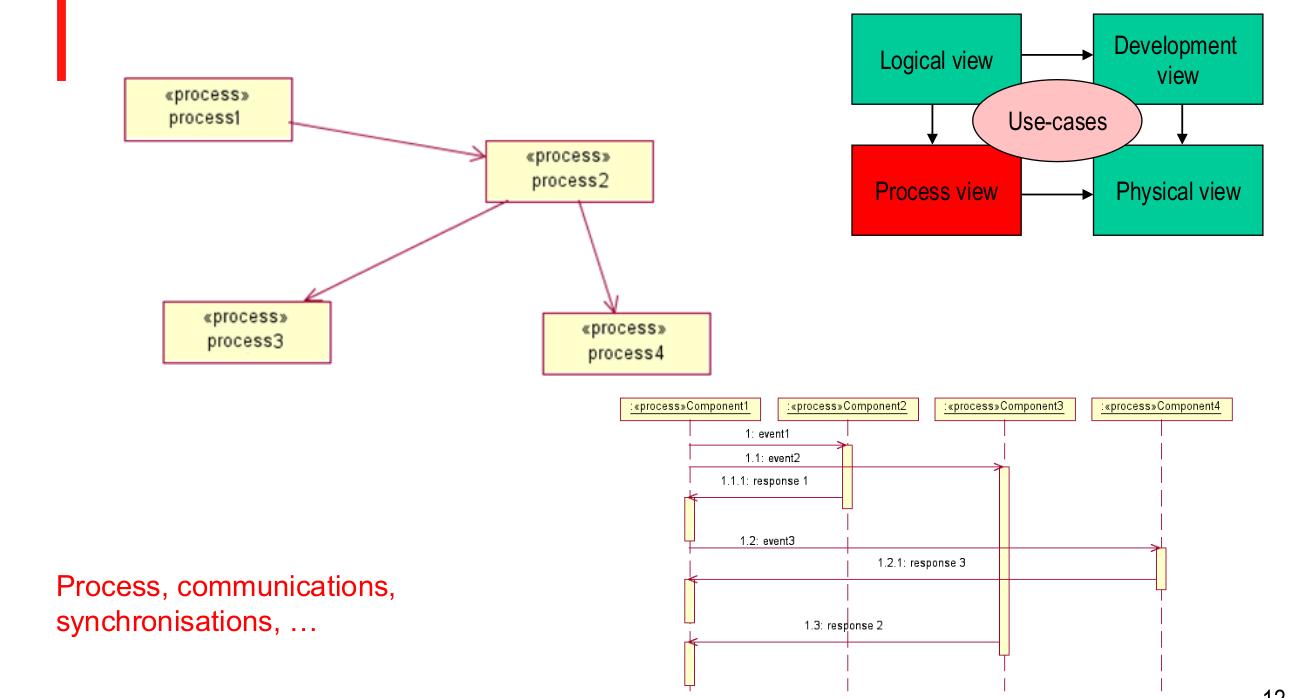 «process»
process1
«process»
process2
«process»
process3
«process»
process4
Logical view
Development
view
Use-cases
Process view
Physical view
:«process»Component1
:«process»Component2
:«process»Component3
:«process»Component4
1: event1
1.1: event2
1.1.1: response 1
1.2: event3
1.2.1: response 3
1.3: response 2
Process, communications,
synchronisations, …